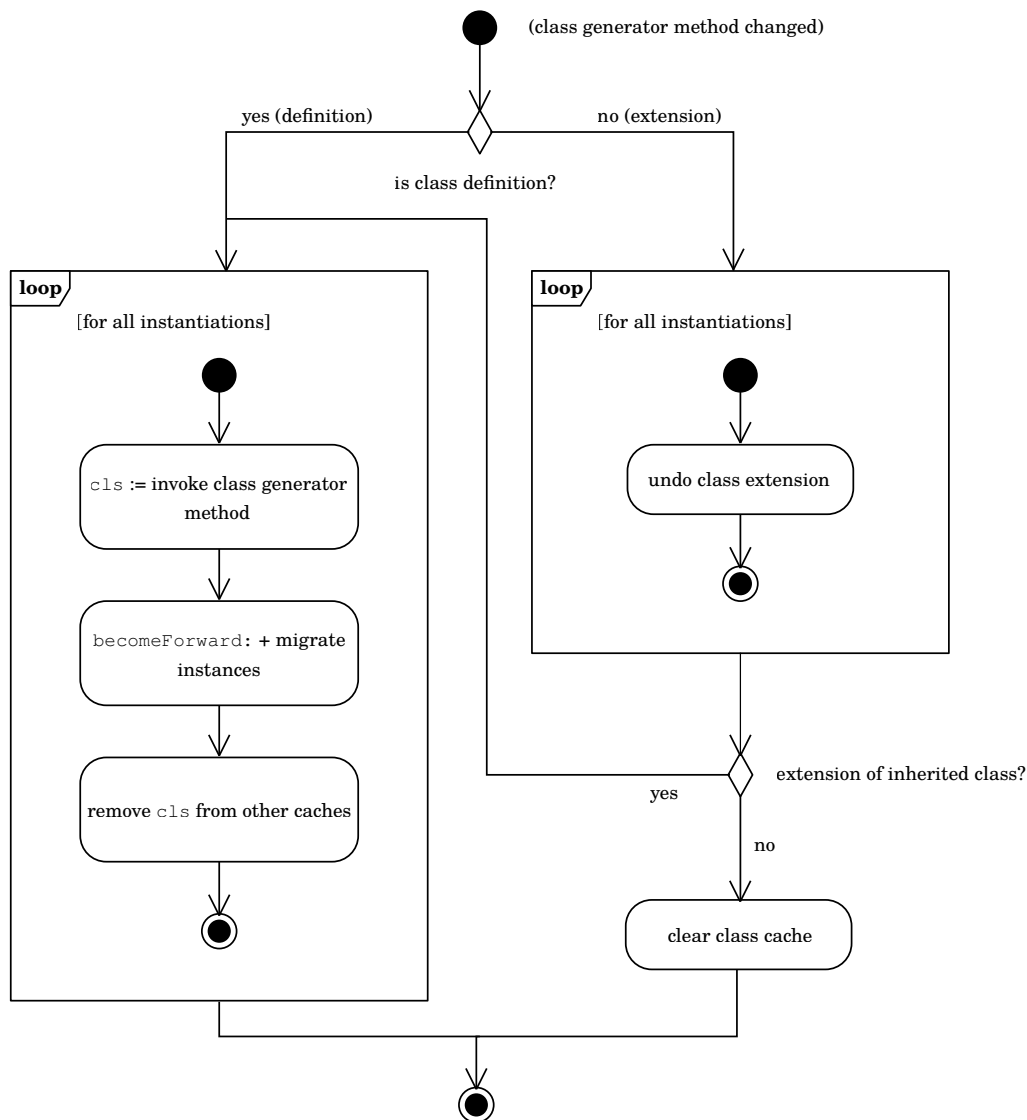 (class generator method changed)
yes (definition)
no (extension)
is class definition?
loop
[for all instantiations]
cls := invoke class generator
method
becomeForward: + migrate
instances
remove cls from other caches
loop
[for all instantiations]
undo class extension
extension of inherited class?
yes
no
clear class cache